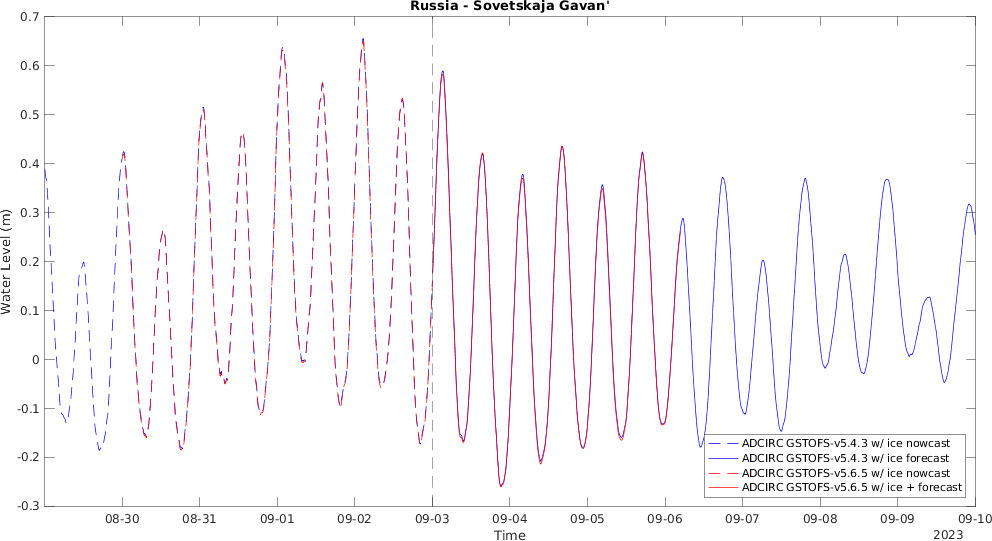 Russia - Sovetskaja Gavan'
0.7
0.6
0.5
0.4
0.3
0.2
0.1
0
-0.1
-0.2
-0.3
Water Level (m)
ADCIRC GSTOFS-v5.4.3 w/ ice nowcast
ADCIRC GSTOFS-v5.4.3 w/ ice forecast
ADCIRC GSTOFS-v5.6.5 w/ ice nowcast
ADCIRC GSTOFS-v5.6.5 w/ ice + forecast
08-30 08-31 09-01 09-02 09-03 09-04 09-05 09-06 09-07 09-08 09-09 09-10
Time
2023